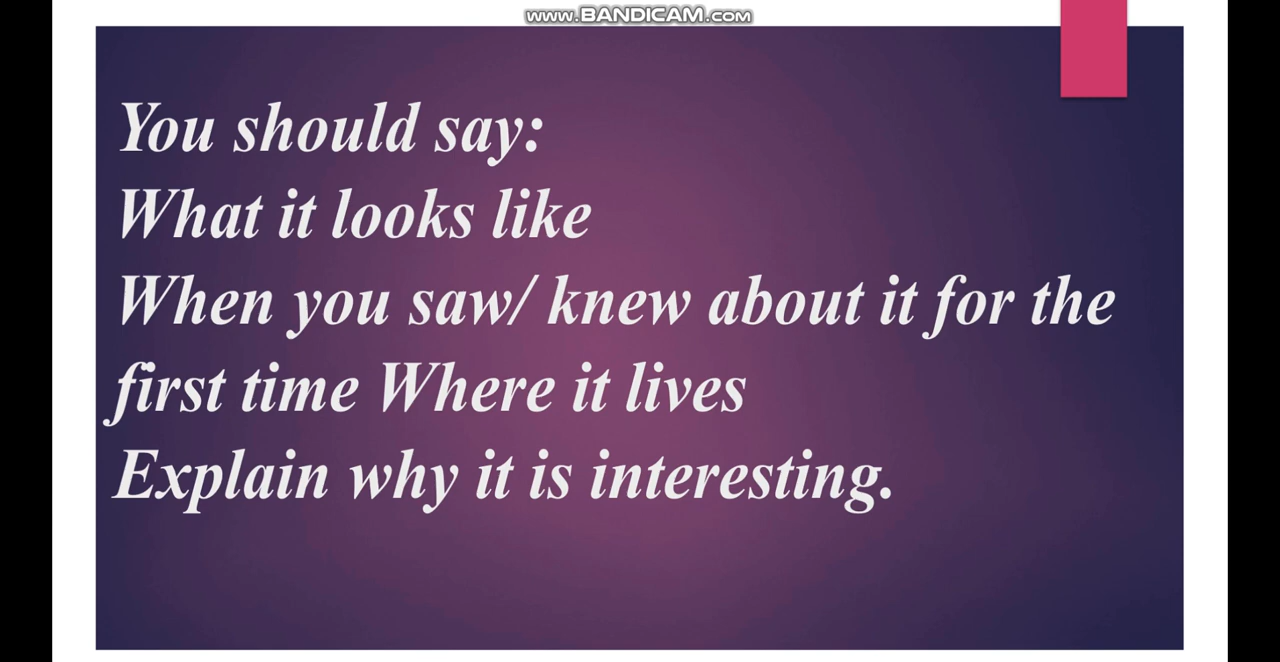 www.BANDICAM.com
You should say:
What it looks like
When you saw/ knew about it for the
first time Where it lives
Explain why it is interesting.